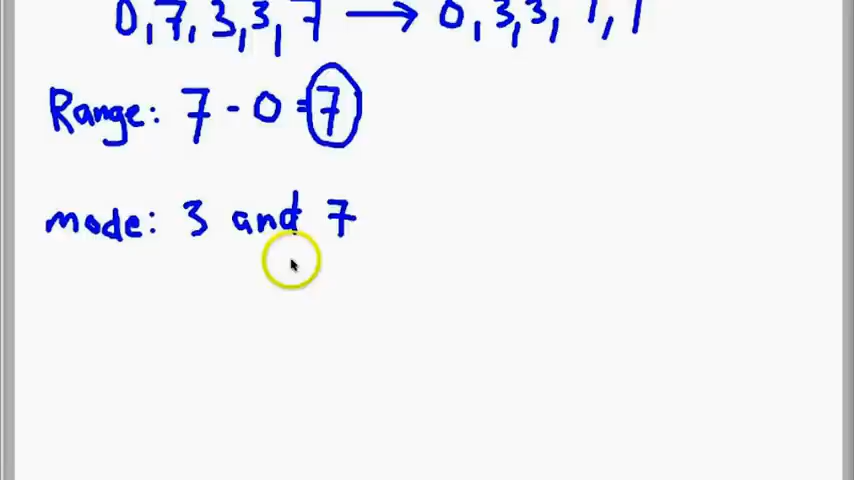 0,7,3,3,7 → 0,3,3,7,7
Range: 7 - 0 = 7
mode: 3 and 7